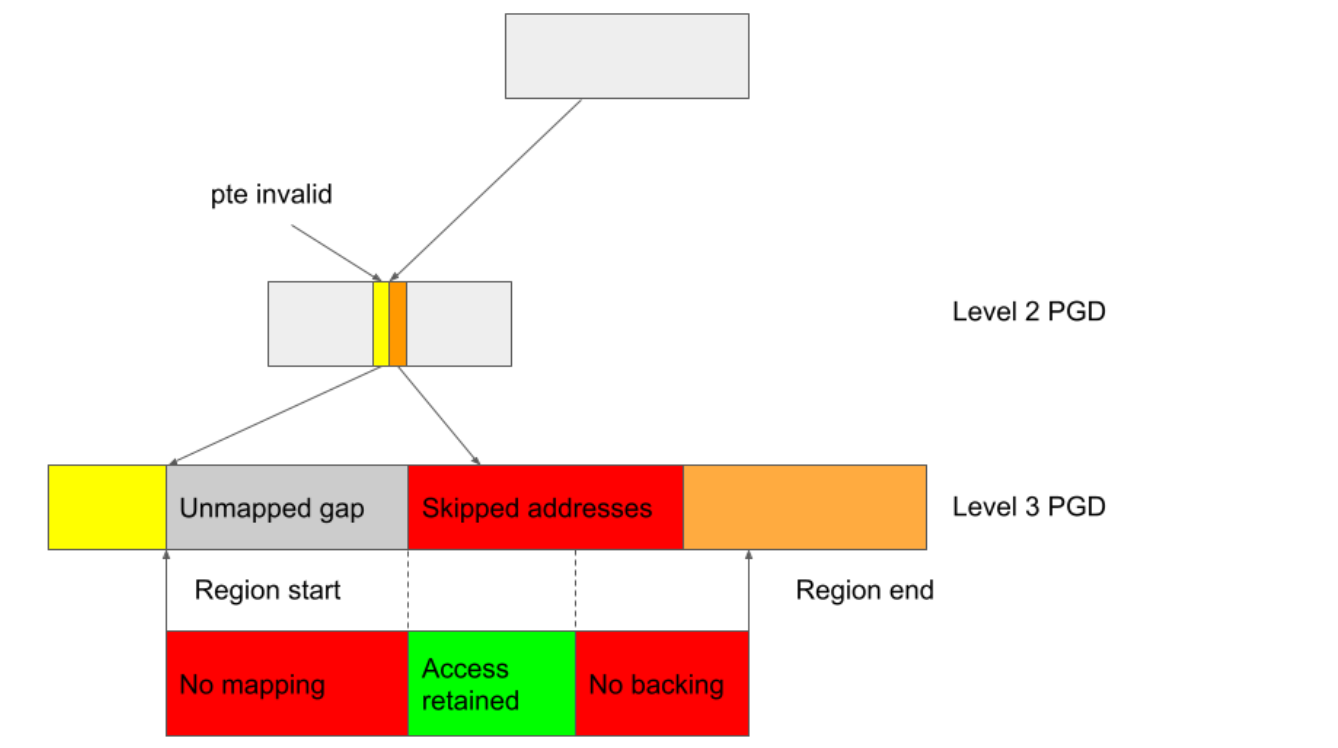 pte invalid
Level 2 PGD
Unmapped gap
Skipped addresses
Level 3 PGD
Region start
Region end
No mapping
Access
retained
No backing